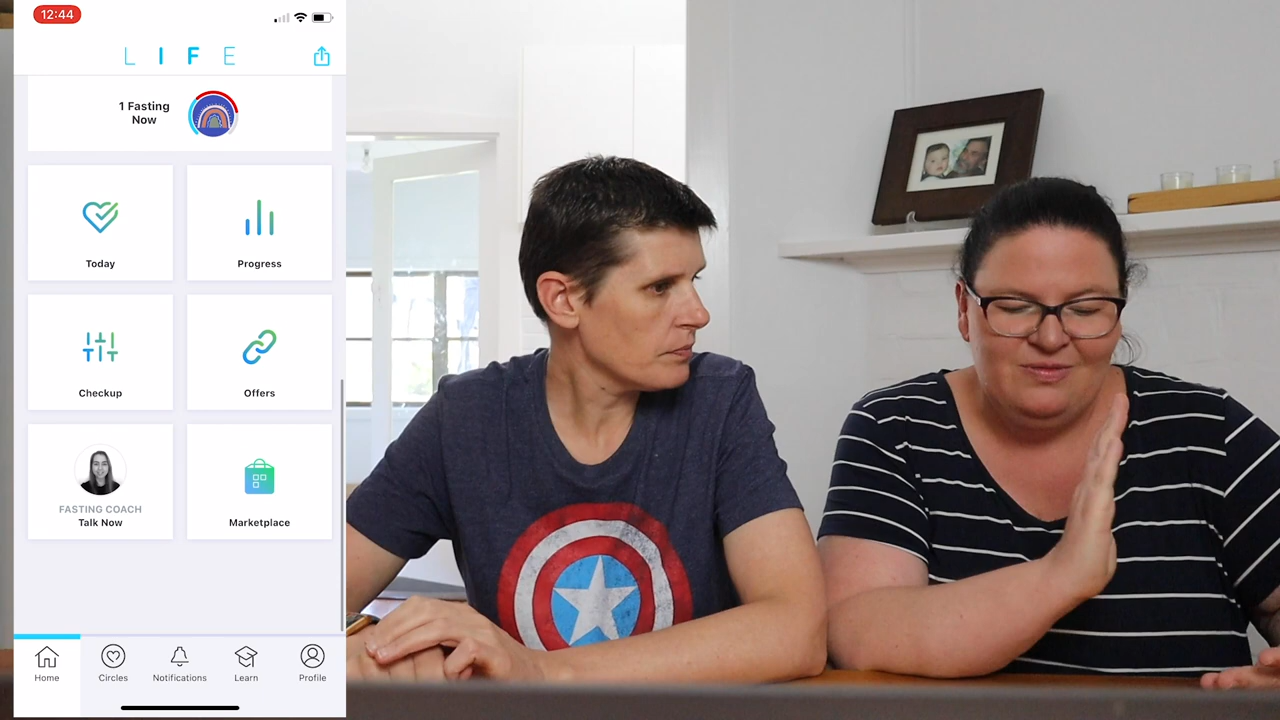 12:44
LIFE
1 Fasting
Now
Today
Progress
Checkup
Offers
FASTING COACH
Talk Now
Marketplace
Home
Circles
Notifications
Learn
Profile